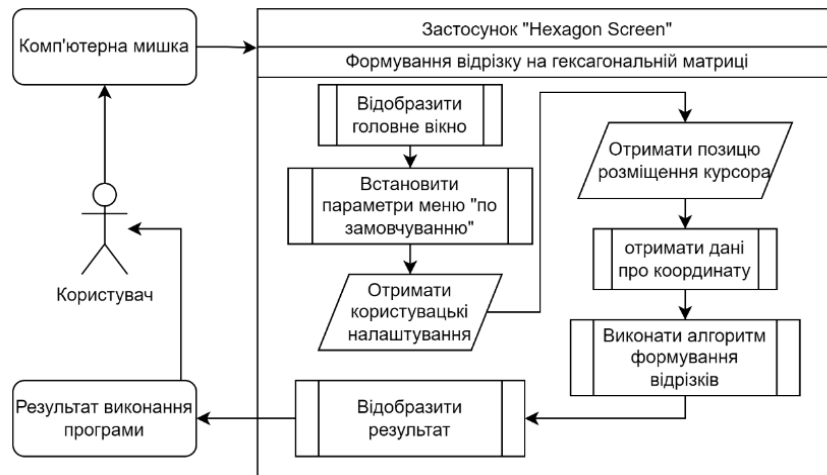 Комп'ютерна мишка
Застосунок "Hexagon Screen"
Формування відрізку на гексагональній матриці
Відобразити
головне вікно
Встановити
параметри меню "по
замовчуванню"
Отримати
користувацькі
налаштування
Отримати позицю
розміщення курсора
отримати дані
про координату
Виконати алгоритм
формування
відрізків
Відобразити
результат
Результат виконання
програми
Користувач